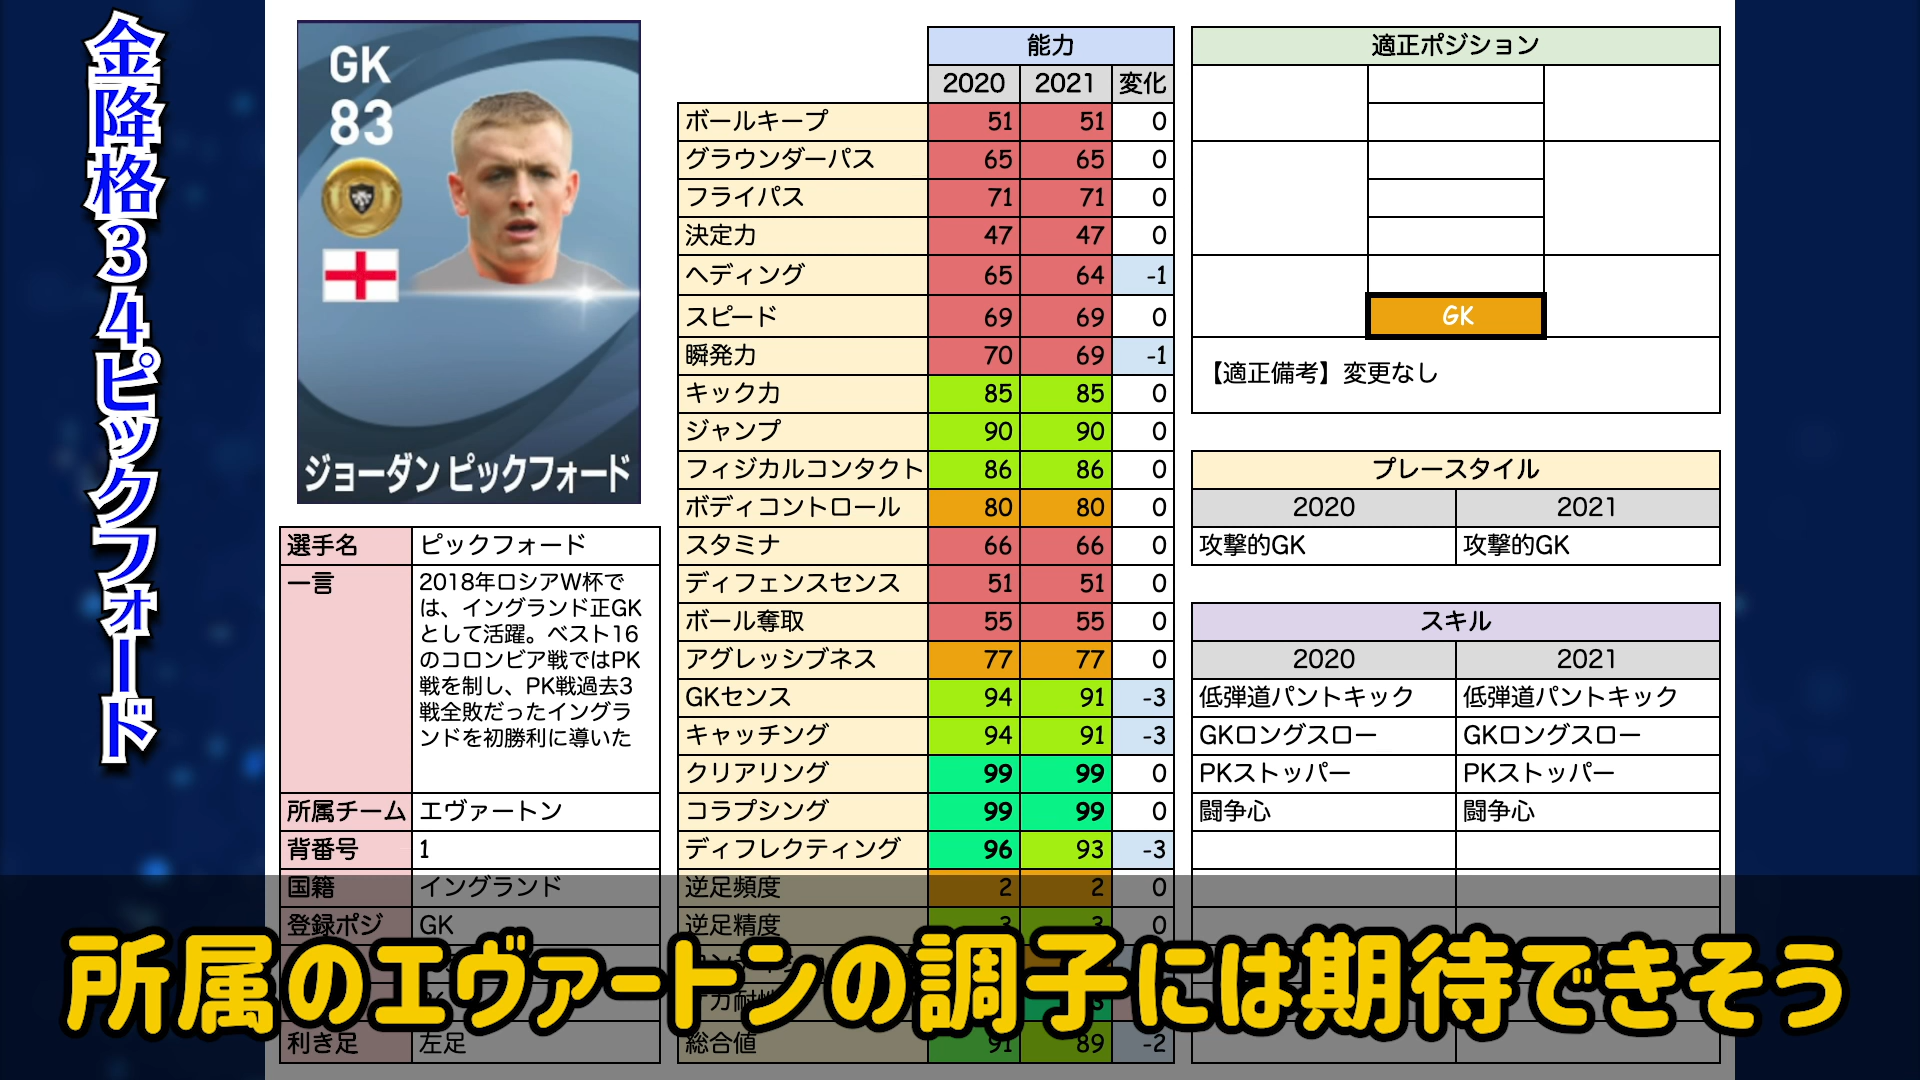 金降格34ピックフォード
GK
83
ジョーダン ピックフォード
選手名 ピックフォード
一言 2018年ロシアW杯で
は、イングランド正GK
として活躍。ベスト16
のコロンビア戦ではPK
戦を制し、PK戦過去3
戦全敗だったイングラ
ンドを初勝利に導いた
所属チーム エヴァートン
背番号 1
国籍 イングランド
登録ポジ GK
利き足 左足
能力
2020 2021 変化
ボールキープ 51 51 0
グラウンダーパス 65 65 0
フライパス 71 71 0
決定力 47 47 0
ヘディング 65 64 -1
スピード 69 69 0
瞬発力 70 69 -1
キック力 85 85 0
ジャンプ 90 90 0
フィジカルコンタクト 86 86 0
ボディコントロール 80 80 0
スタミナ 66 66 0
ディフェンスセンス 51 51 0
ボール奪取 55 55 0
アグレッシブネス 77 77 0
GKセンス 94 91 -3
キャッチング 94 91 -3
クリアリング 99 99 0
コラプシング 99 99 0
ディフレクティング 96 93 -3
逆足頻度 2 2 0
逆足精度 3 3 0
総合値 91 89 -2
適正ポジション
GK
【適正備考】変更なし
プレースタイル
2020 2021
攻撃的GK 攻撃的GK
スキル
2020 2021
低弾道パントキック 低弾道パントキック
GKロングスロー GKロングスロー
PKストッパー PKストッパー
闘争心 闘争心
所属のエヴァートンの調子には期待できそう